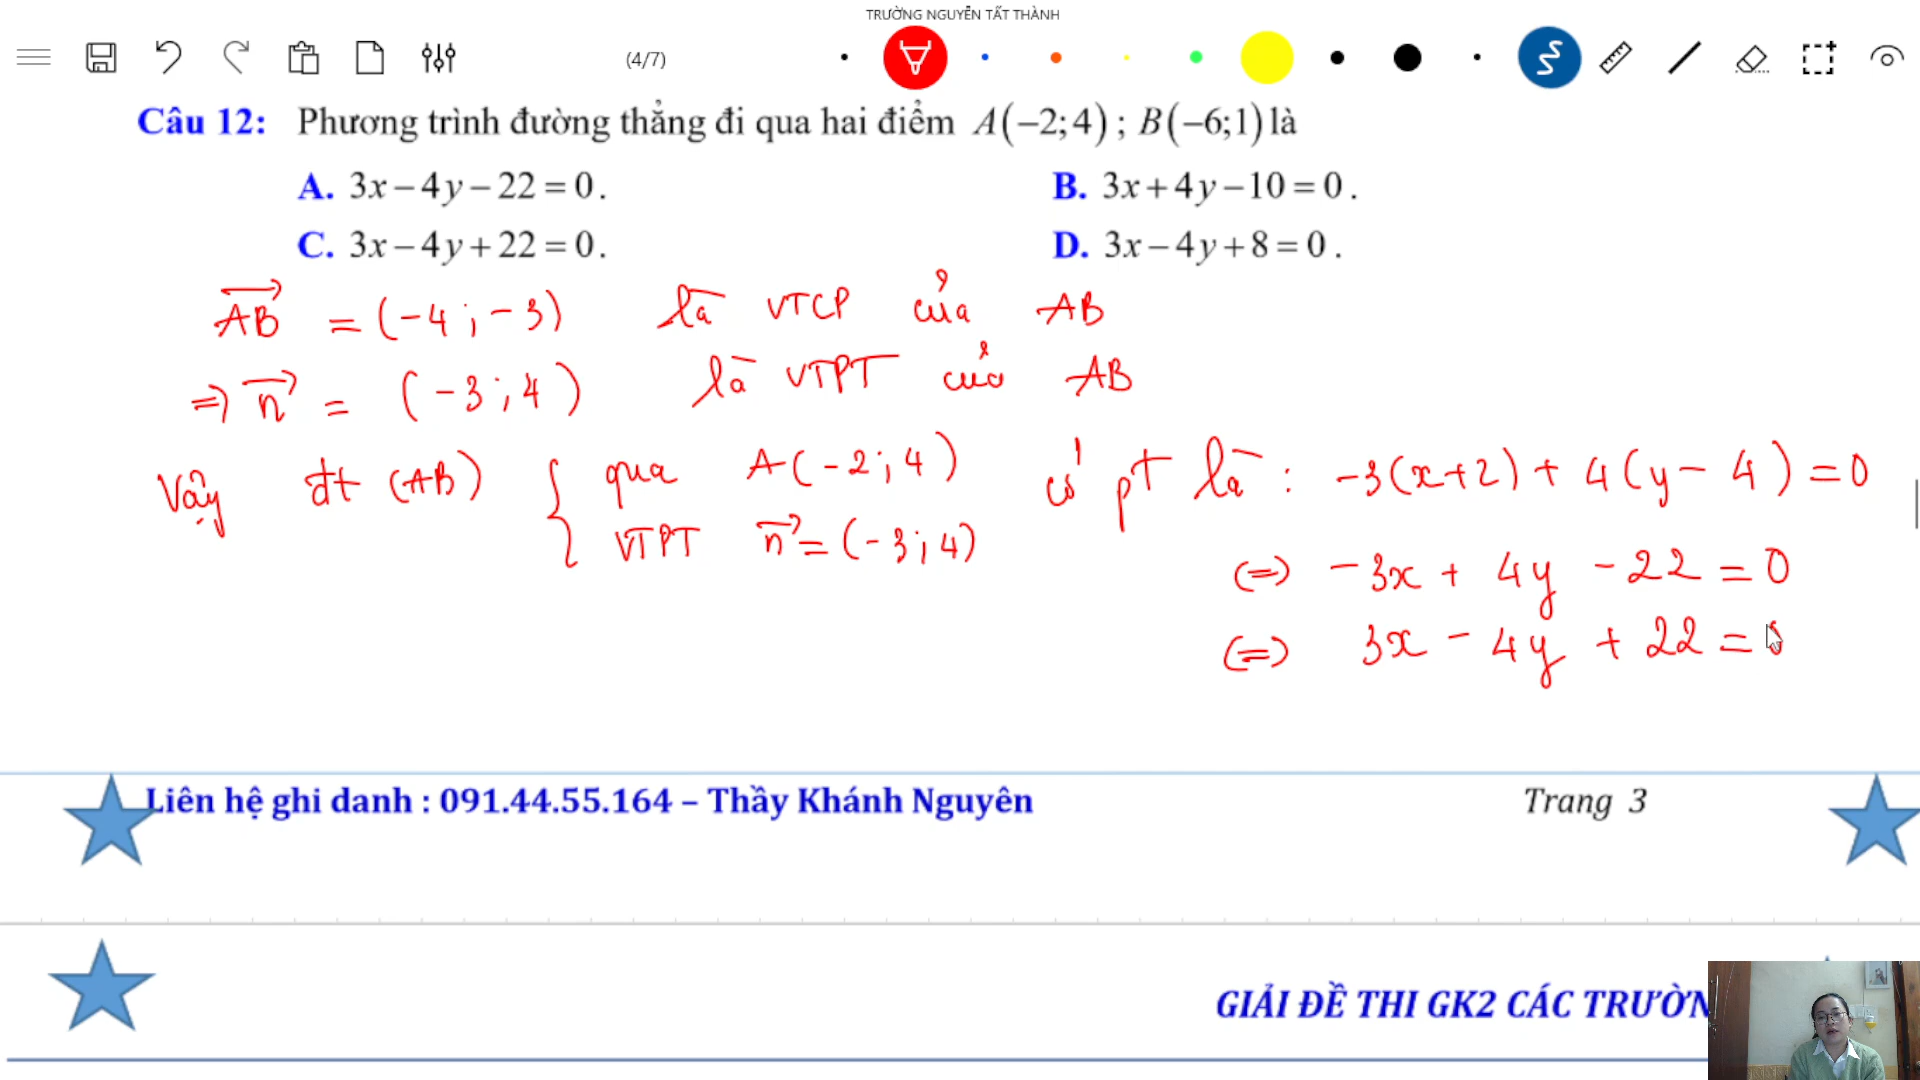 TRƯỜNG NGUYỄN TẤT THÀNH
(4/7)
Câu 12: Phương trình đường thẳng đi qua hai điểm A(−2;4); B(−6;1) là
A. 3x−4y−22=0. B. 3x+4y−10=0.
C. 3x−4y+22=0. D. 3x−4y+8=0.
AB→ = (-4;-3) là VTCP của AB
=> n→ = (-3;4) là VTPT của AB
Vậy đt (AB) { qua A(-2;4) có pt là : -3(x+2) + 4(y-4) = 0
VTPT n→ = (-3;4)
<=> -3x + 4y - 22 = 0
<=> 3x - 4y + 22 = 0
Liên hệ ghi danh : 091.44.55.164 – Thầy Khánh Nguyên
Trang 3
GIẢI ĐỀ THI GK2 CÁC